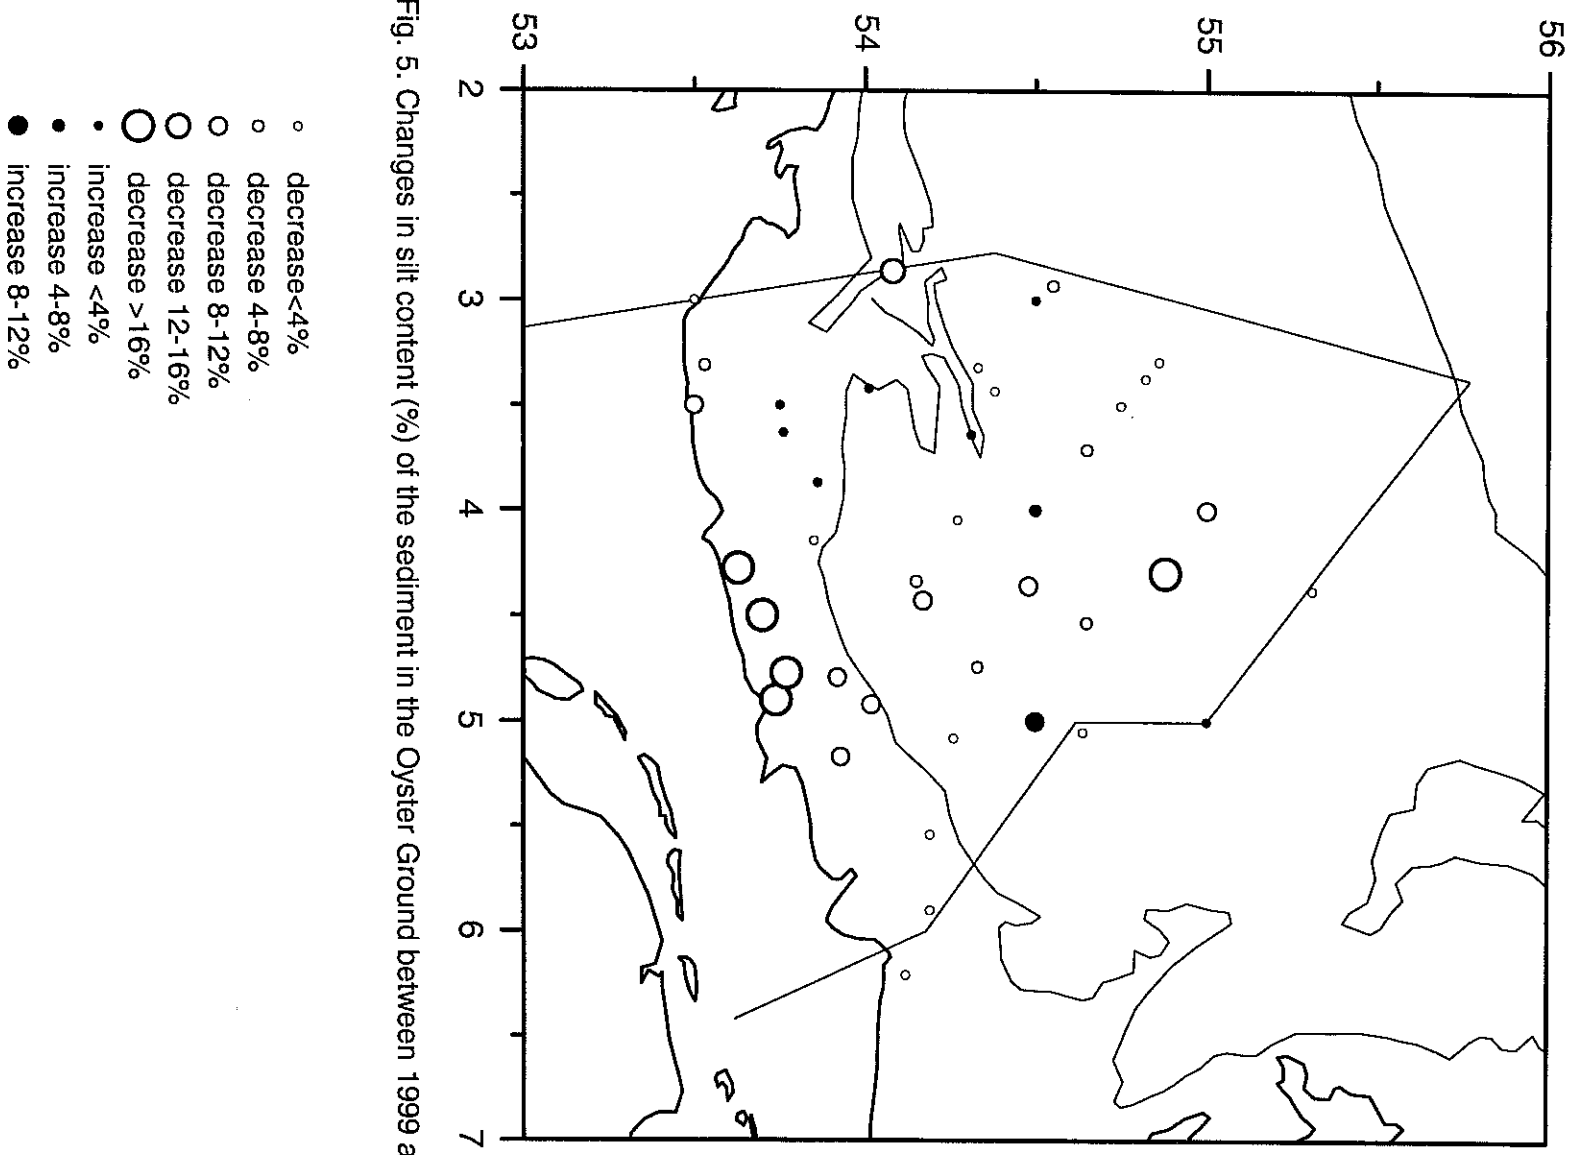 56
55
54
53
2
3
4
5
6
7
Fig. 5. Changes in silt content (%) of the sediment in the Oyster Ground between 1999 a
decrease<4%
decrease 4-8%
decrease 8-12%
decrease 12-16%
decrease >16%
increase <4%
increase 4-8%
increase 8-12%